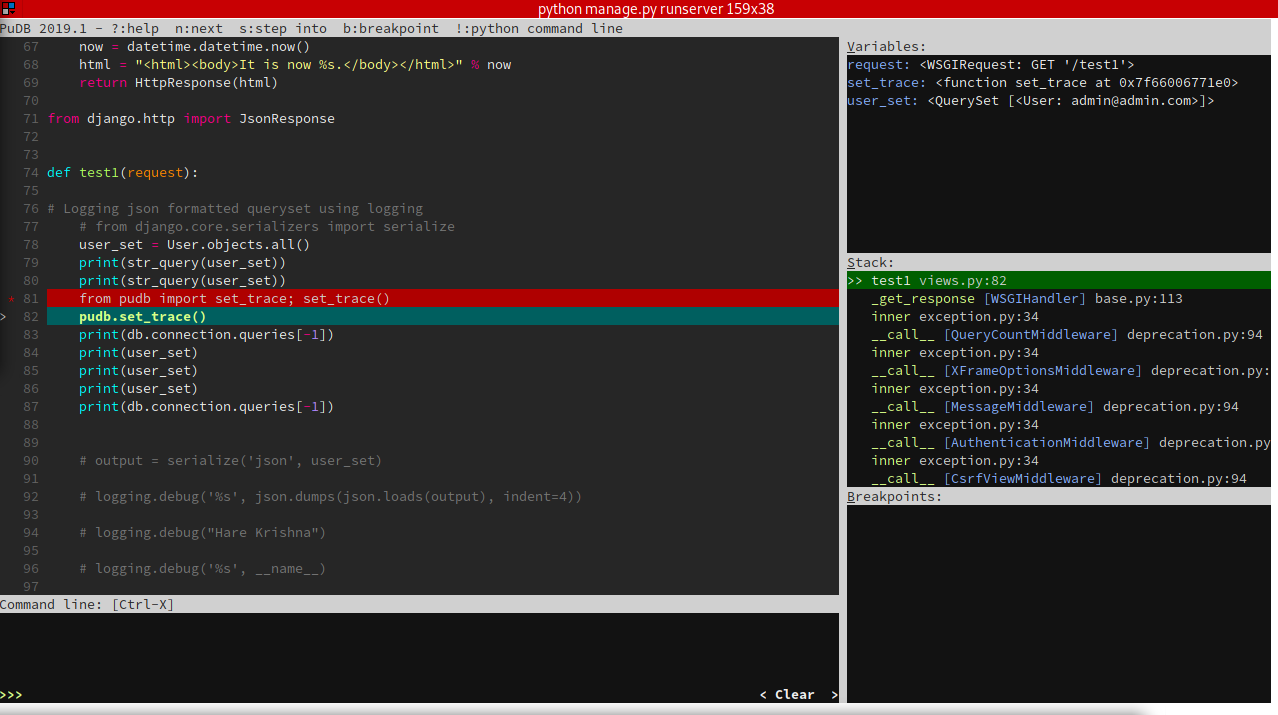 python manage.py runserver 159x38
PuDB 2019.1 - ?:help  n:next  s:step into  b:breakpoint  !:python command line
67     now = datetime.datetime.now()
68     html = "<html><body>It is now %s.</body></html>" % now
69     return HttpResponse(html)
70
71 from django.http import JsonResponse
72
73
74 def test1(request):
75
76 # Logging json formatted queryset using logging
77     # from django.core.serializers import serialize
78     user_set = User.objects.all()
79     print(str_query(user_set))
80     print(str_query(user_set))
* 81     from pudb import set_trace; set_trace()
> 82     pudb.set_trace()
83     print(db.connection.queries[-1])
84     print(user_set)
85     print(user_set)
86     print(user_set)
87     print(db.connection.queries[-1])
88
89
90     # output = serialize('json', user_set)
91
92     # logging.debug('%s', json.dumps(json.loads(output), indent=4))
93
94     # logging.debug("Hare Krishna")
95
96     # logging.debug('%s', __name__)
97
Command line: [Ctrl-X]
>>> < Clear  >
Variables:
request: <WSGIRequest: GET '/test1'>
set_trace: <function set_trace at 0x7f66006771e0>
user_set: <QuerySet [<User: admin@admin.com>]>
Stack:
>> test1 views.py:82
_get_response [WSGIHandler] base.py:113
inner exception.py:34
__call__ [QueryCountMiddleware] deprecation.py:94
inner exception.py:34
__call__ [XFrameOptionsMiddleware] deprecation.py:
inner exception.py:34
__call__ [MessageMiddleware] deprecation.py:94
inner exception.py:34
__call__ [AuthenticationMiddleware] deprecation.py
inner exception.py:34
__call__ [CsrfViewMiddleware] deprecation.py:94
Breakpoints: